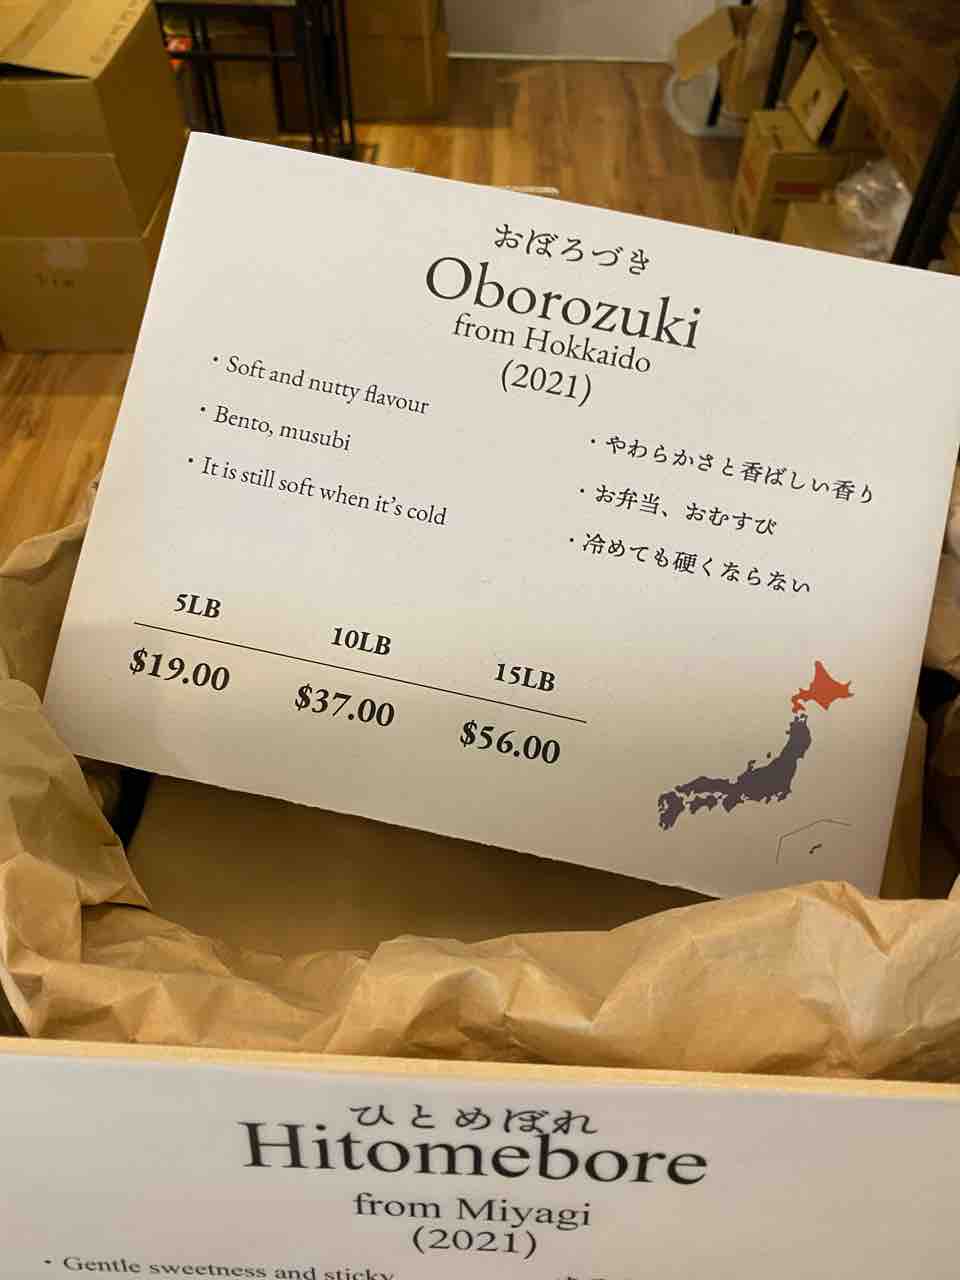 おぼろづき
Oborozuki
from Hokkaido
(2021)
・Soft and nutty flavour
・Bento, musubi
・It is still soft when it's cold
・やわらかさと香ばしい香り
・お弁当、おむすび
・冷めても硬くならない
5LB 10LB 15LB
$19.00 $37.00 $56.00
ひとめぼれ
Hitomebore
from Miyagi
(2021)
・Gentle sweetness and sticky